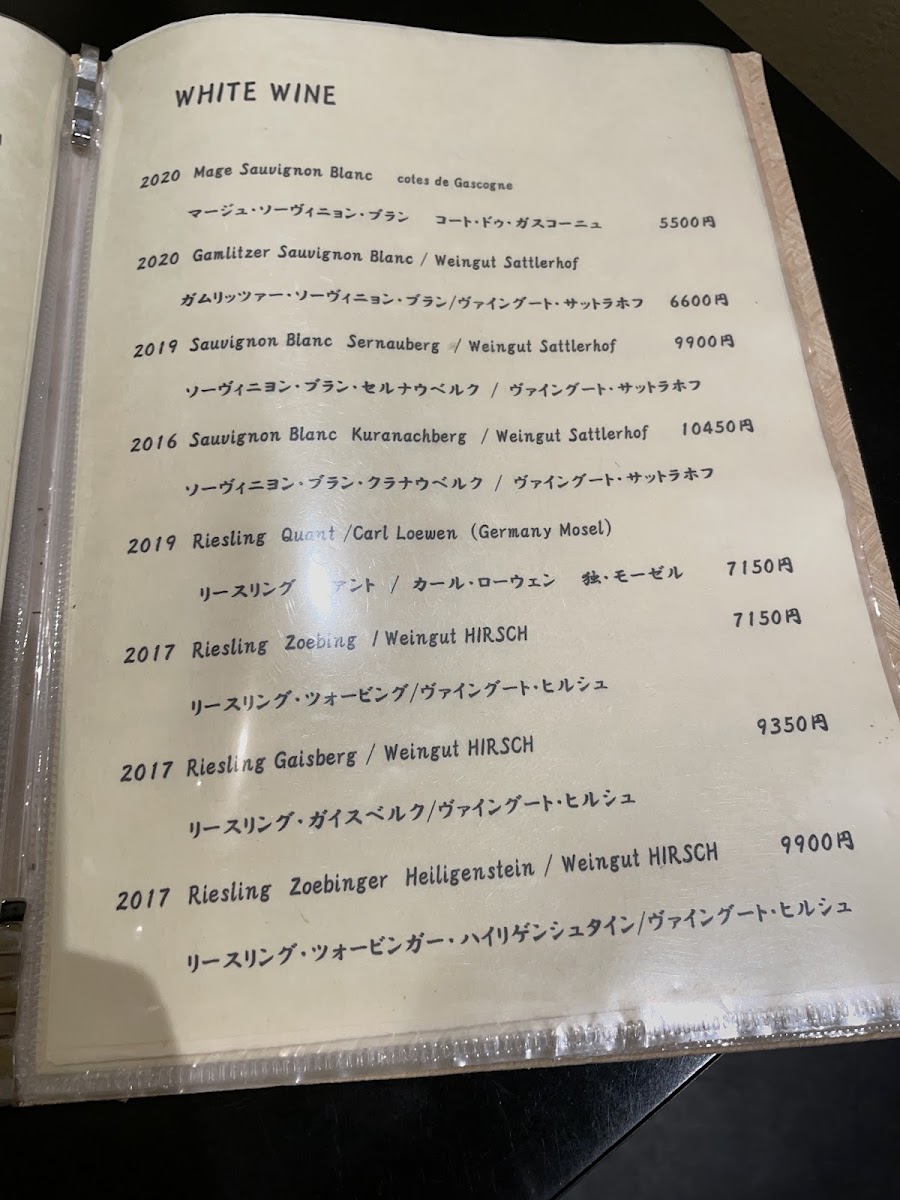 WHITE WINE
2020 Mage Sauvignon Blanc cotes de Gascogne
マージュ・ソーヴィニョン・ブラン コート・ドゥ・ガスコーニュ 5500円
2020 Gamlitzer Sauvignon Blanc / Weingut Sattlerhof
ガムリッツァー・ソーヴィニョン・ブラン/ヴァイングート・サットラホフ 6600円
2019 Sauvignon Blanc Sernauberg / Weingut Sattlerhof 9900円
ソーヴィニヨン・ブラン・セルナウベルク / ヴァイングート・サットラホフ
2016 Sauvignon Blanc Kuranachberg / Weingut Sattlerhof 10450円
ソーヴィニヨン・ブラン・クラナウベルク / ヴァイングート・サットラホフ
2019 Riesling Quant /Carl Loewen (Germany Mosel)
リースリング アント / カール・ローウェン 独・モーゼル 7150円
2017 Riesling Zoebing / Weingut HIRSCH 7150円
リースリング・ツォービング/ヴァイングート・ヒルシュ
2017 Riesling Gaisberg / Weingut HIRSCH 9350円
リースリング・ガイスベルク/ヴァイングート・ヒルシュ
2017 Riesling Zoebinger Heiligenstein / Weingut HIRSCH 9900円
リースリング・ツォービンガー・ハイリゲンシュタイン/ヴァイングート・ヒルシュ